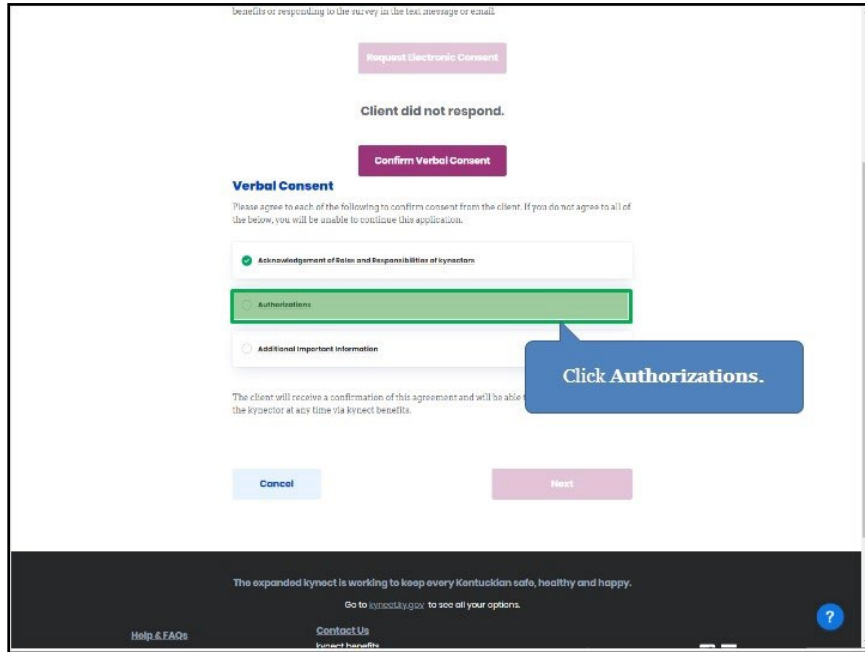 benefits or responding to the survey in the text message or email.
Request Electronic Consent
Client did not respond.
Confirm Verbal Consent
Verbal Consent
Please agree to each of the following to confirm consent from the client. If you do not agree to all of
the below, you will be unable to continue this application.
Acknowledgement of Roles and Responsibilities of kynectors
Authorizations
Additional Important Information
Click Authorizations.
The client will receive a confirmation of this agreement and will be able
the kynector at any time via kynect benefits.
Cancel
Next
The expanded kynect is working to keep every Kentuckian safe, healthy and happy.
Go to kynect.ky.gov to see all your options.
?
Help & FAQs
Contact Us
kynect benefits